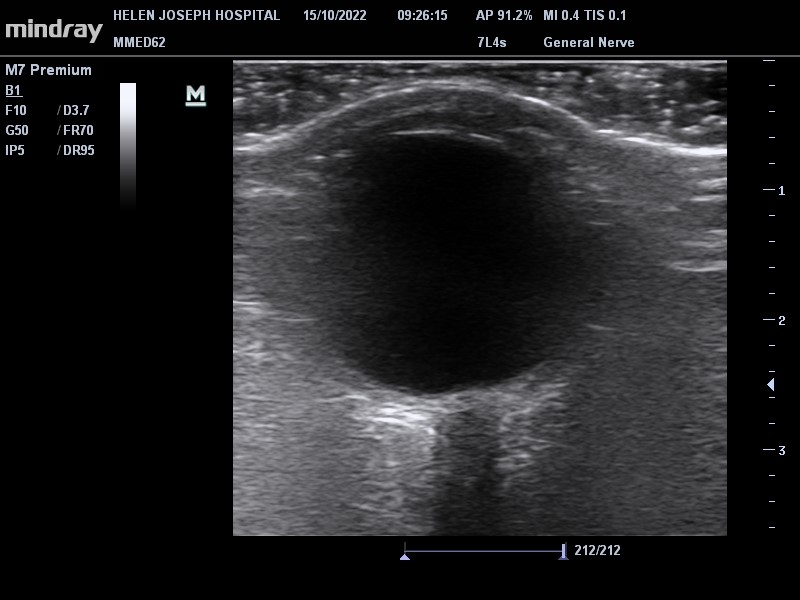 mindray
HELEN JOSEPH HOSPITAL 15/10/2022 09:26:15 AP 91.2% MI 0.4 TIS 0.1
MMED62 7L4s General Nerve
M7 Premium
B1
F10 / D3.7
G50 / FR70
IP5 / DR95
M
1
2
3
212/212